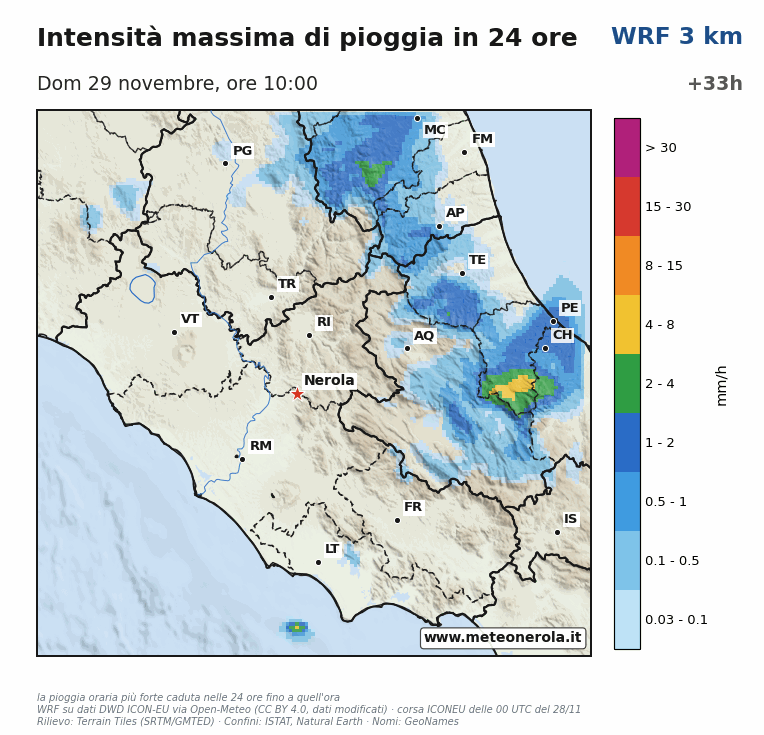 Intensità massima di pioggia in 24 ore
WRF 3 km
Dom 29 novembre, ore 10:00
+33h
MC
FM
PG
AP
TE
TR
PE
VT
RI
AQ
CH
Nerola
RM
FR
IS
LT
www.meteonerola.it
> 30
15 - 30
8 - 15
4 - 8
2 - 4
1 - 2
0.5 - 1
0.1 - 0.5
0.03 - 0.1
mm/h
la pioggia oraria più forte caduta nelle 24 ore fino a quell'ora
WRF su dati DWD ICON-EU via Open-Meteo (CC BY 4.0, dati modificati) · corsa ICONEU delle 00 UTC del 28/11
Rilievo: Terrain Tiles (SRTM/GMTED) · Confini: ISTAT, Natural Earth · Nomi: GeoNames